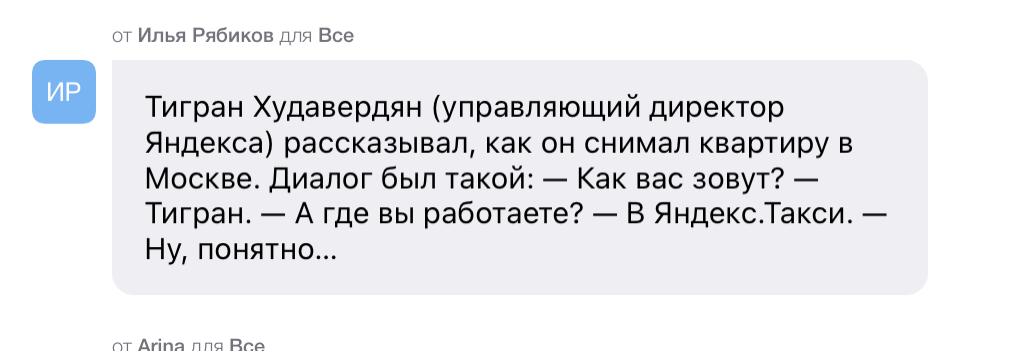 от Илья Рябиков для Все
ИР
Тигран Худавердян (управляющий директор
Яндекса) рассказывал, как он снимал квартиру в
Москве. Диалог был такой: — Как вас зовут? —
Тигран. — А где вы работаете? — В Яндекс.Такси. —
Ну, понятно...
от Arina для Все